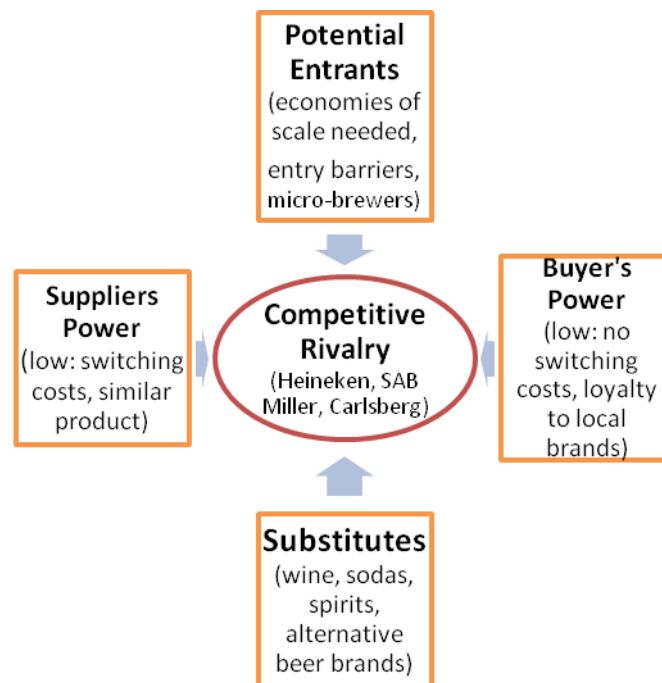 Potential
Entrants
(economies of
scale needed,
entry barriers,
micro-brewers)
Suppliers
Power
(low: switching
costs, similar
product)
Competitive
Rivalry
(Heineken, SAB
Miller, Carlsberg)
Buyer's
Power
(low: no
switching
costs, loyalty
to local
brands)
Substitutes
(wine, sodas,
spirits,
alternative
beer brands)